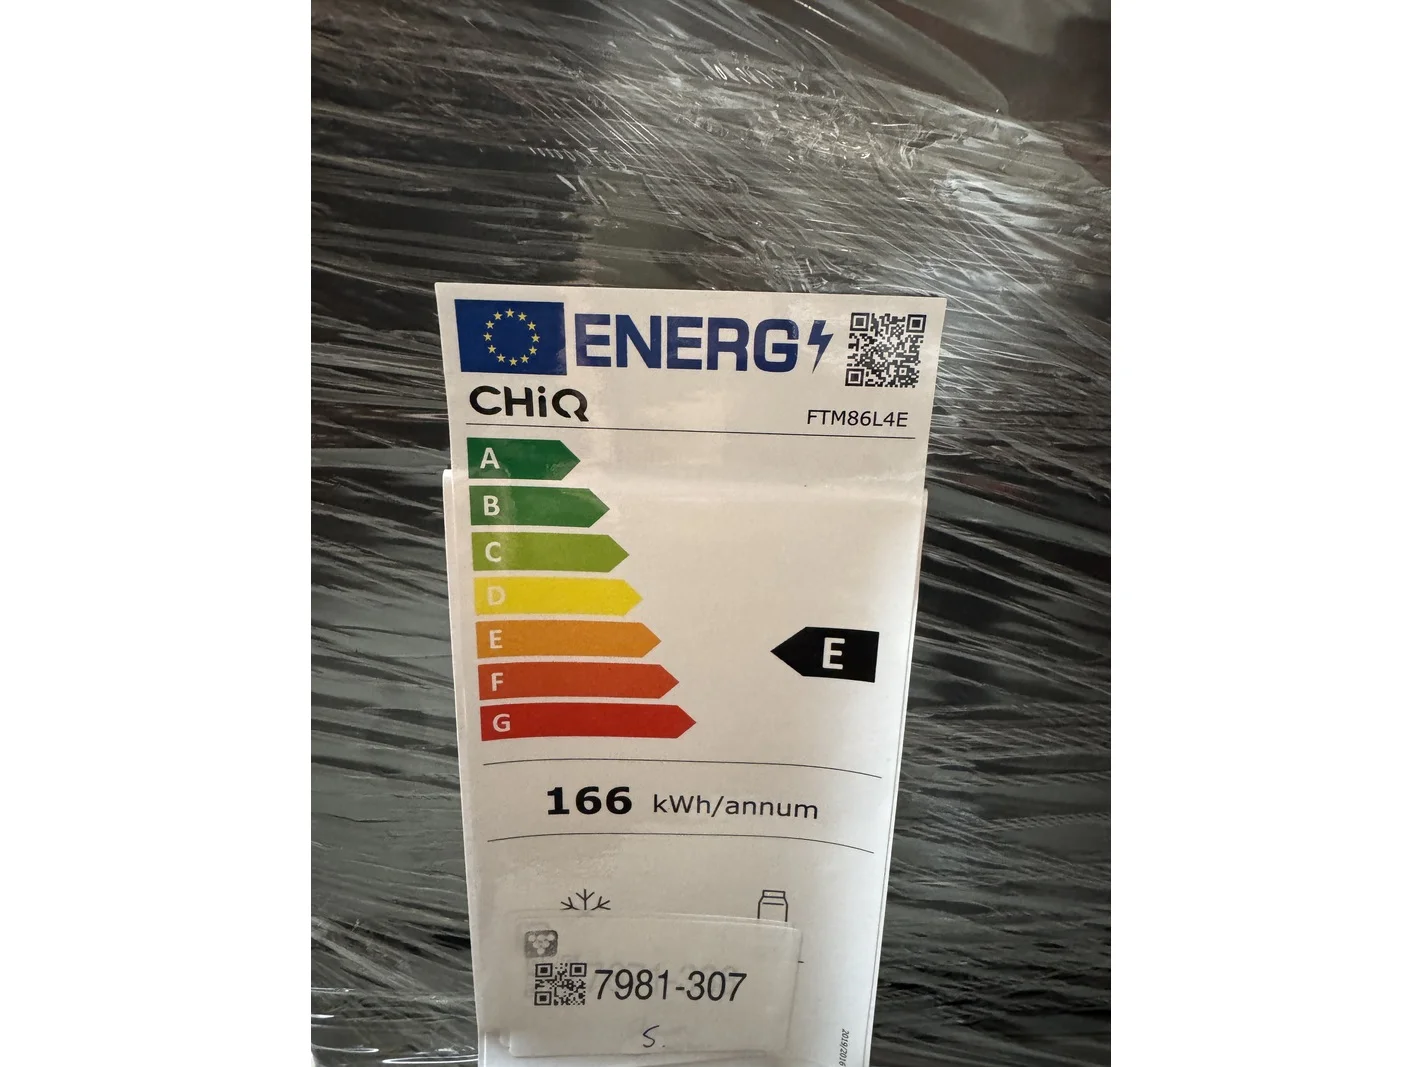 ENERG
CHiQ
FTM86L4E
A
B
C
D
E
E
F
G
166 kWh/annum
7981-307
S.
2019/2016